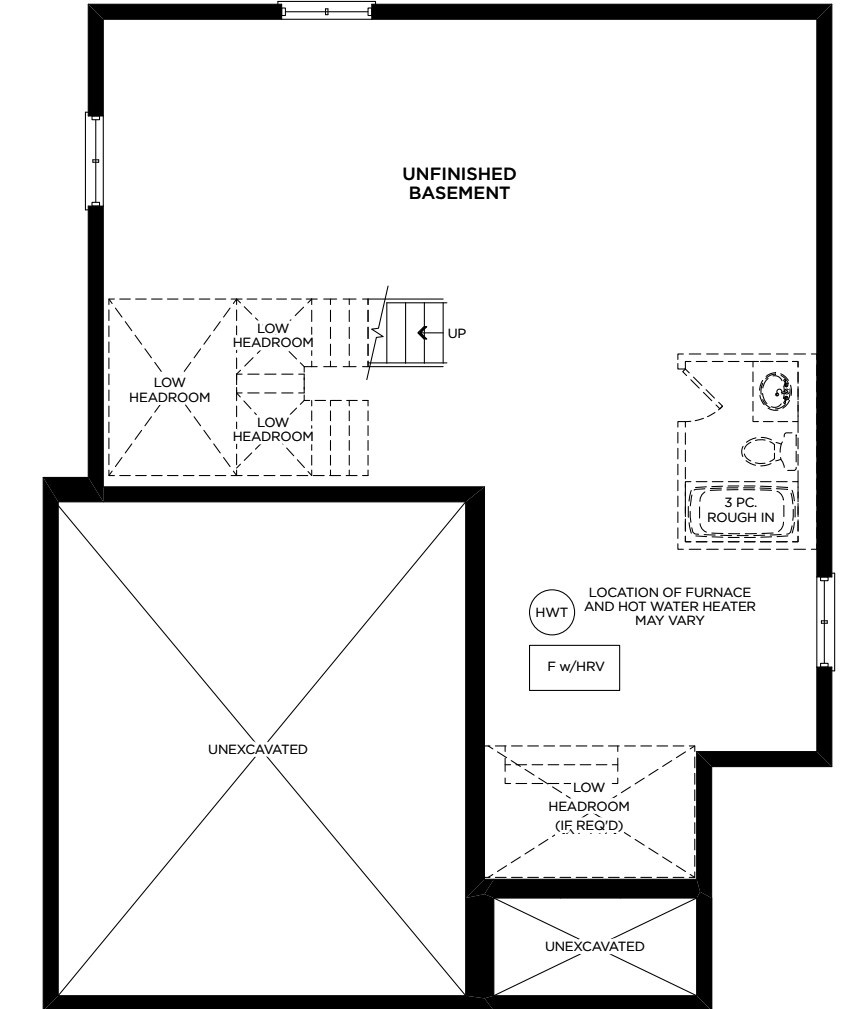 UNFINISHED
BASEMENT
LOW
HEADROOM
UP
LOW
HEADROOM
LOW
HEADROOM
3 PC.
ROUGH IN
HWT
LOCATION OF FURNACE
AND HOT WATER HEATER
MAY VARY
F w/HRV
UNEXCAVATED
LOW
HEADROOM
(IF REQ'D)
UNEXCAVATED